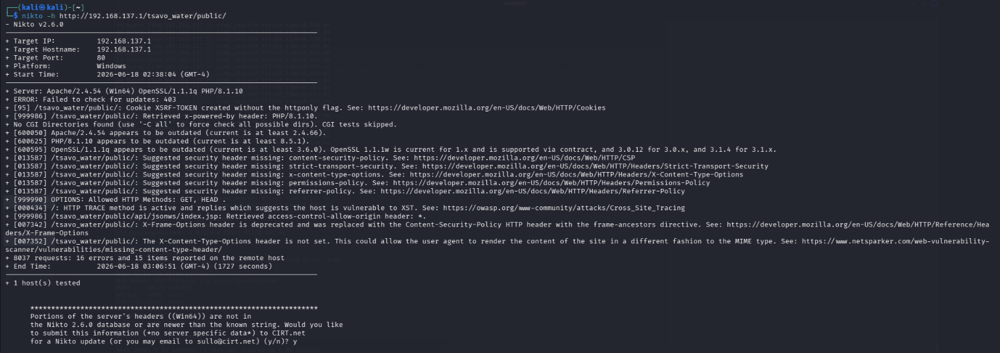 ┌──(kali㉿kali)-[~]
└─$ nikto -h http://192.168.137.1/tsavo_water/public/
- Nikto v2.6.0
---------------------------------------------------------------------------
+ Target IP:          192.168.137.1
+ Target Hostname:    192.168.137.1
+ Target Port:        80
+ Platform:           Windows
+ Start Time:         2026-06-18 02:38:04 (GMT-4)
---------------------------------------------------------------------------
+ Server: Apache/2.4.54 (Win64) OpenSSL/1.1.1q PHP/8.1.10
+ ERROR: Failed to check for updates: 403
+ [95] /tsavo_water/public/: Cookie XSRF-TOKEN created without the httponly flag. See: https://developer.mozilla.org/en-US/docs/Web/HTTP/Cookies
+ [999986] /tsavo_water/public/: Retrieved x-powered-by header: PHP/8.1.10.
+ No CGI Directories found (use '-C all' to force check all possible dirs). CGI tests skipped.
+ [600050] Apache/2.4.54 appears to be outdated (current is at least 2.4.66).
+ [600625] PHP/8.1.10 appears to be outdated (current is at least 8.5.1).
+ [600595] OpenSSL/1.1.1q appears to be outdated (current is at least 3.6.0). OpenSSL 1.1.1w is current for 1.x and is supported via contract, and 3.0.12 for 3.0.x, and 3.1.4 for 3.1.x.
+ [013587] /tsavo_water/public/: Suggested security header missing: content-security-policy. See: https://developer.mozilla.org/en-US/docs/Web/HTTP/CSP
+ [013587] /tsavo_water/public/: Suggested security header missing: strict-transport-security. See: https://developer.mozilla.org/en-US/docs/Web/HTTP/Headers/Strict-Transport-Security
+ [013587] /tsavo_water/public/: Suggested security header missing: x-content-type-options. See: https://developer.mozilla.org/en-US/docs/Web/HTTP/Headers/X-Content-Type-Options
+ [013587] /tsavo_water/public/: Suggested security header missing: permissions-policy. See: https://developer.mozilla.org/en-US/docs/Web/HTTP/Headers/Permissions-Policy
+ [013587] /tsavo_water/public/: Suggested security header missing: referrer-policy. See: https://developer.mozilla.org/en-US/docs/Web/HTTP/Headers/Referrer-Policy
+ [999990] OPTIONS: Allowed HTTP Methods: GET, HEAD .
+ [000434] /: HTTP TRACE method is active and replies which suggests the host is vulnerable to XST. See: https://owasp.org/www-community/attacks/Cross_Site_Tracing
+ [999986] /tsavo_water/public/api/jsonws/index.jsp: Retrieved access-control-allow-origin header: *.
+ [007342] /tsavo_water/public/: X-Frame-Options header is deprecated and was replaced with the Content-Security-Policy HTTP header with the frame-ancestors directive. See: https://developer.mozilla.org/en-US/docs/Web/HTTP/Reference/Hea
ders/X-Frame-Options
+ [007352] /tsavo_water/public/: The X-Content-Type-Options header is not set. This could allow the user agent to render the content of the site in a different fashion to the MIME type. See: https://www.netsparker.com/web-vulnerability-
scanner/vulnerabilities/missing-content-type-header/
+ 8037 requests: 16 errors and 15 items reported on the remote host
+ End Time:           2026-06-18 03:06:51 (GMT-4) (1727 seconds)
---------------------------------------------------------------------------
+ 1 host(s) tested
*********************************************************************
Portions of the server's headers ((Win64)) are not in
the Nikto 2.6.0 database or are newer than the known string. Would you like
to submit this information (*no server specific data*) to CIRT.net
for a Nikto update (or you may email to sullo@cirt.net) (y/n)? y